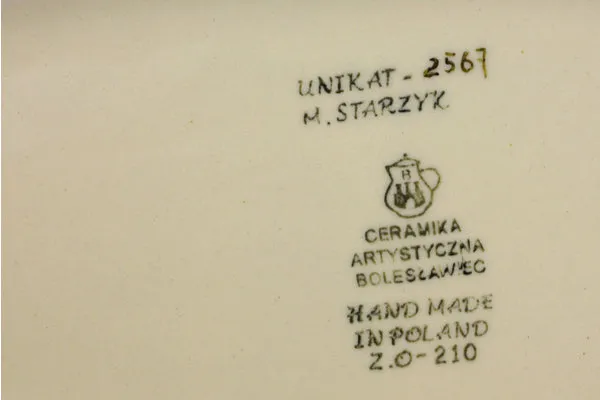 UNIKAT - 2567
M. STARZYK
B
CERAMIKA
ARTYSTYCZNA
BOLESŁAWIEC
HAND MADE
IN POLAND
Z.O-210